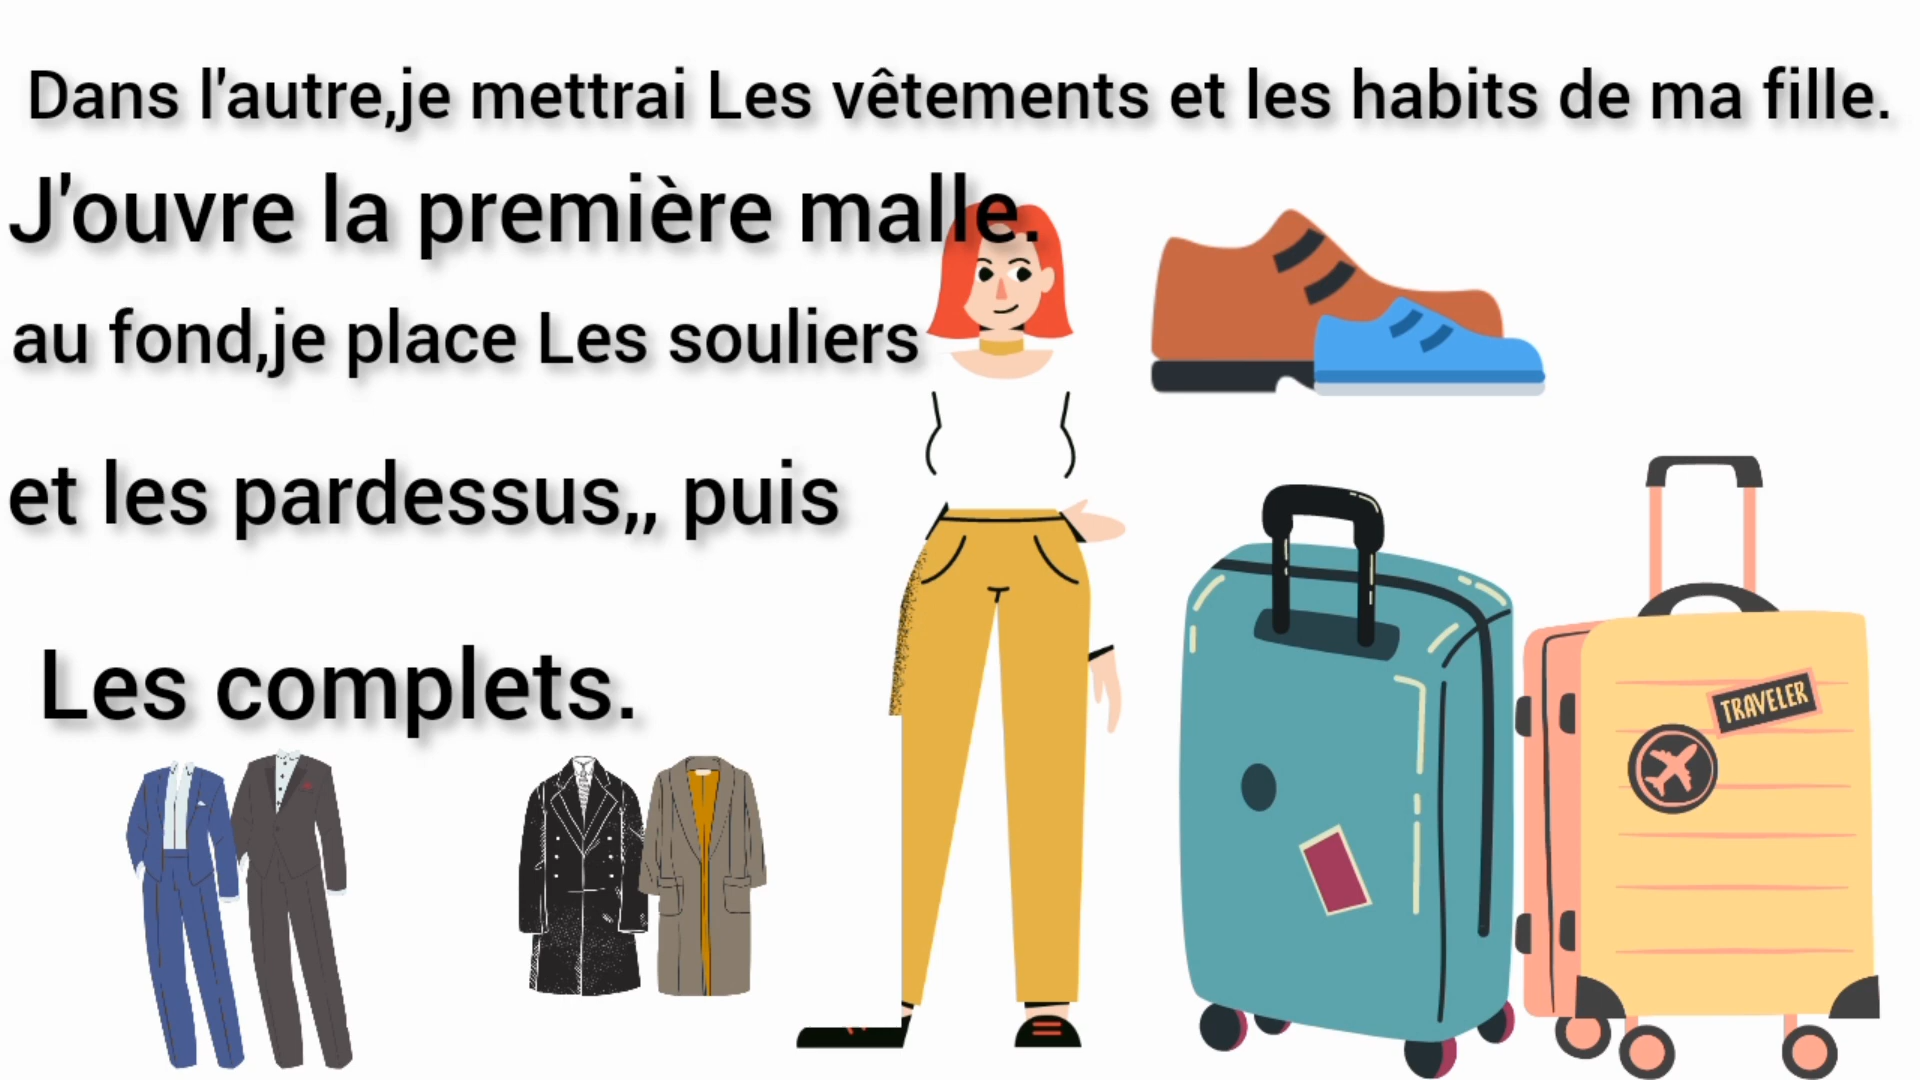 Dans l'autre,je mettrai Les vêtements et les habits de ma fille.
J'ouvre la première malle.
au fond,je place Les souliers
et les pardessus,, puis
Les complets.
TRAVELER